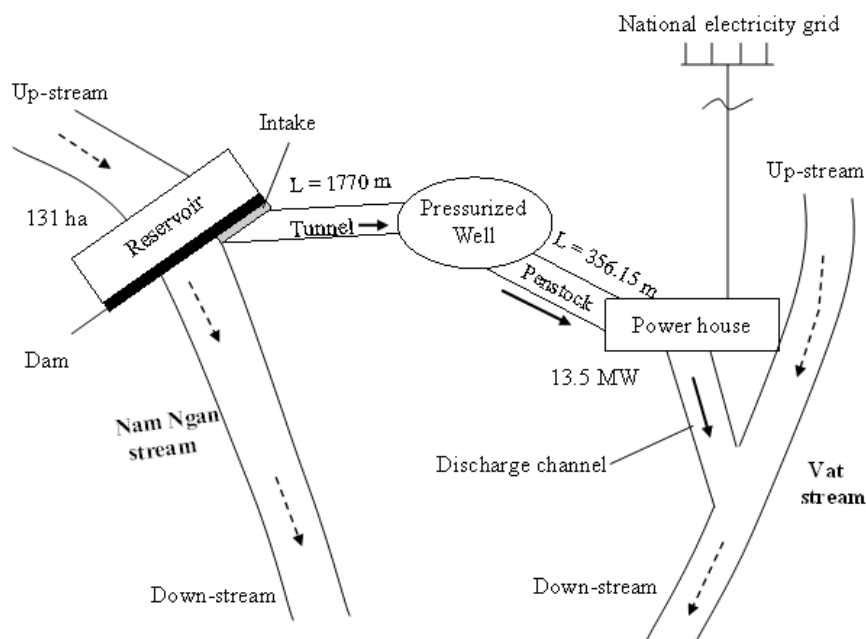 National electricity grid
Up-stream
Intake
L = 1770 m
Up-stream
131 ha
Reservoir
Tunnel
Pressurized
Well
L = 356.15 m
Penstock
Power house
Dam
13.5 MW
Nam Ngan
stream
Discharge channel
Vat
stream
Down-stream
Down-stream